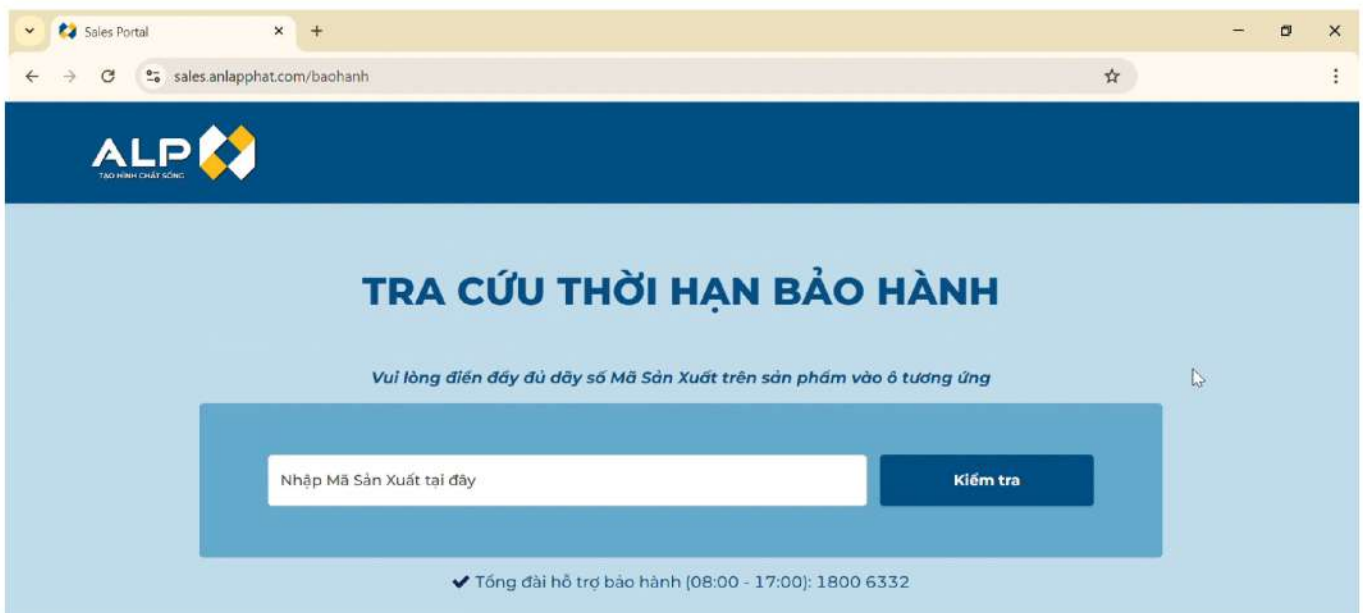 Sales Portal
sales.anlapphat.com/baohanh
ALP
TẠO HÌNH CHẤT SỐNG
TRA CỨU THỜI HẠN BẢO HÀNH
Vui lòng điền đầy đủ dãy số Mã Sản Xuất trên sản phẩm vào ô tương ứng
Nhập Mã Sản Xuất tại đây
Kiểm tra
✔ Tổng đài hỗ trợ bảo hành (08:00 - 17:00): 1800 6332